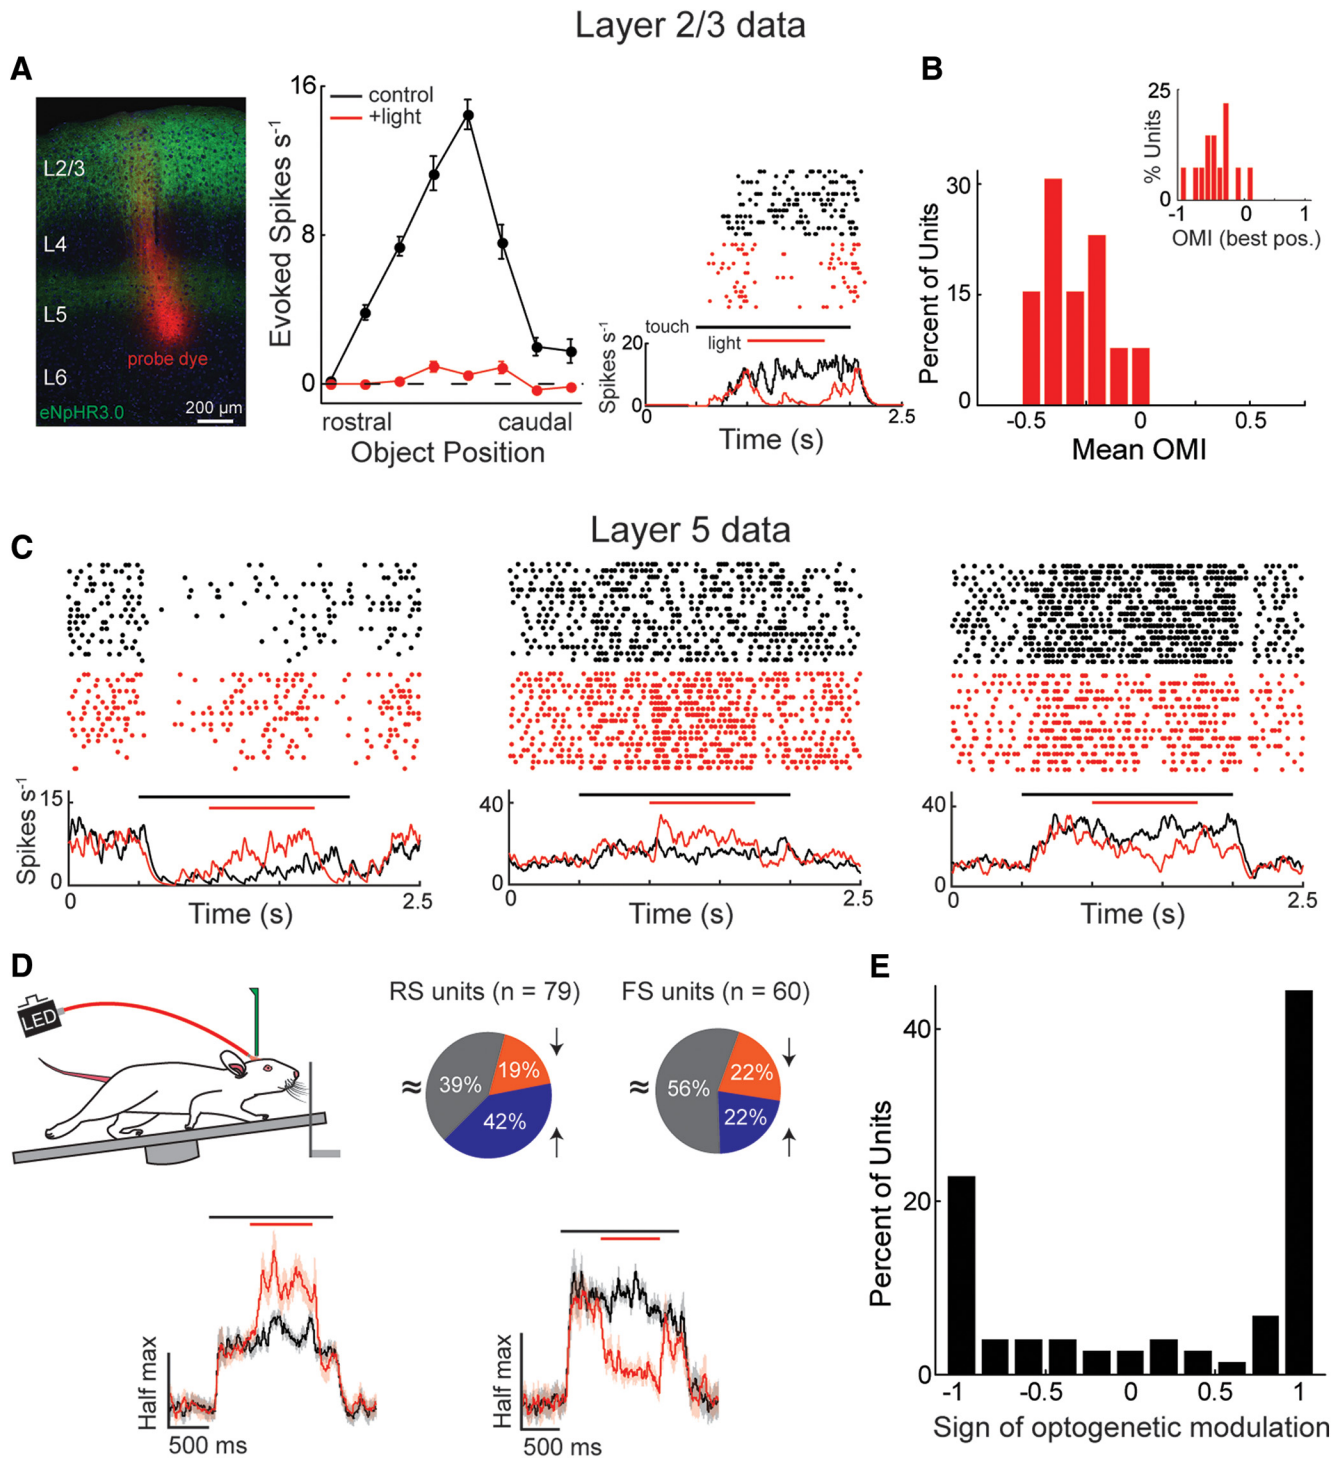 Layer 2/3 data
A
L2/3
L4
L5
probe dye
L6
eNpHR3.0
200 µm
Evoked Spikes s-1
16
8
0
control
+light
rostral
caudal
Object Position
touch
light
Spikes s-1
20
0
0
2.5
Time (s)
B
Percent of Units
30
15
0
-0.5
0
0.5
Mean OMI
% Units
25
0
-1
0
1
OMI (best pos.)
Layer 5 data
C
Spikes s-1
15
0
0
2.5
Time (s)
40
0
0
2.5
Time (s)
40
0
0
2.5
Time (s)
D
LED
RS units (n = 79)
≈
39%
19%
42%
FS units (n = 60)
≈
56%
22%
22%
Half max
500 ms
Half max
500 ms
E
Percent of Units
40
20
0
-1
-0.5
0
0.5
1
Sign of optogenetic modulation